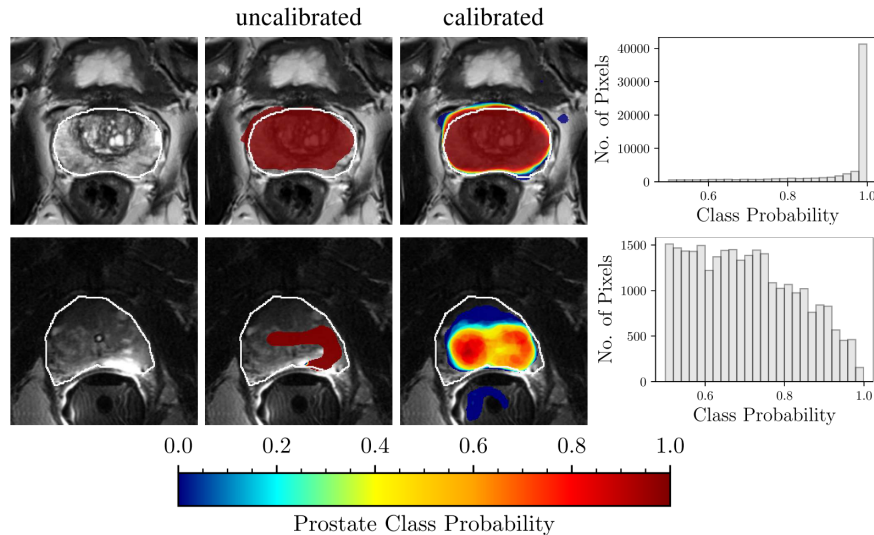 uncalibrated calibrated
40000
30000
20000
10000
0
No. of Pixels
0.6 0.8 1.0
Class Probability
1500
1000
500
0
No. of Pixels
0.6 0.8 1.0
Class Probability
0.0 0.2 0.4 0.6 0.8 1.0
Prostate Class Probability